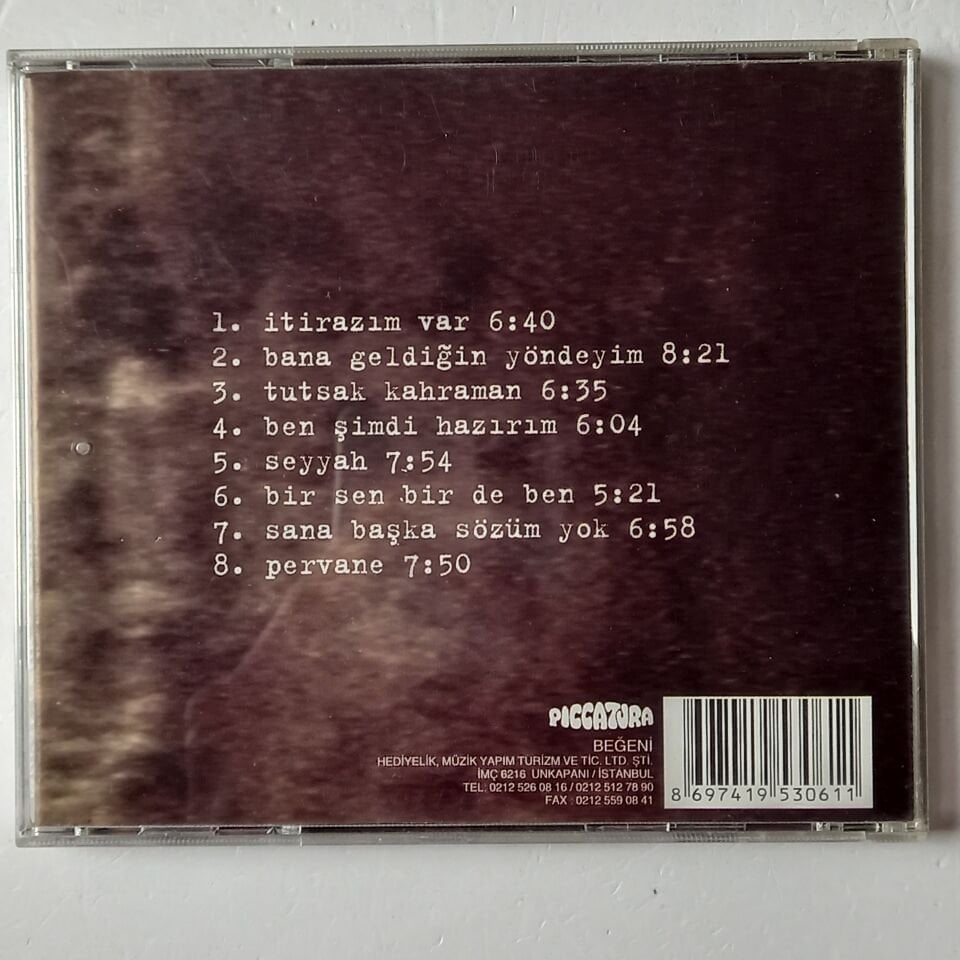 1. itirazım var 6:40
2. bana geldiğin yöndeyim 8:21
3. tutsak kahraman 6:35
4. ben şimdi hazırım 6:04
5. seyyah 7:54
6. bir sen bir de ben 5:21
7. sana başka sözüm yok 6:58
8. pervane 7:50
PICCATURA
BEĞENİ
HEDİYELİK, MÜZİK YAPIM TURİZM VE TİC. LTD. ŞTİ.
İMÇ 6216 UNKAPANI / İSTANBUL
TEL: 0212 526 08 16 / 0212 512 78 90
FAX : 0212 559 08 41
8 697419 530611